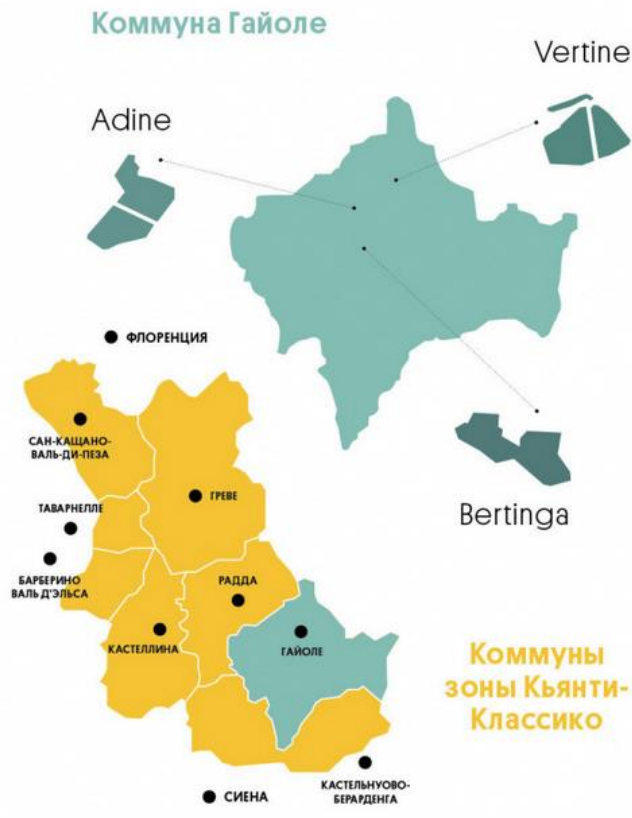 Коммуна Гайоле
Vertine
Adine
ФЛОРЕНЦИЯ
САН-КАЩАНО-
ВАЛЬ-ДИ-ПЕЗА
ГРЕВЕ
ТАВАРНЕЛЛЕ
Bertinga
БАРБЕРИНО
ВАЛЬ Д'ЭЛЬСА
РАДДА
КАСТЕЛЛИНА
ГАЙОЛЕ
Коммуны
зоны Кьянти-
Классико
СИЕНА
КАСТЕЛЬНУОВО-
БЕРАРДЕНГА